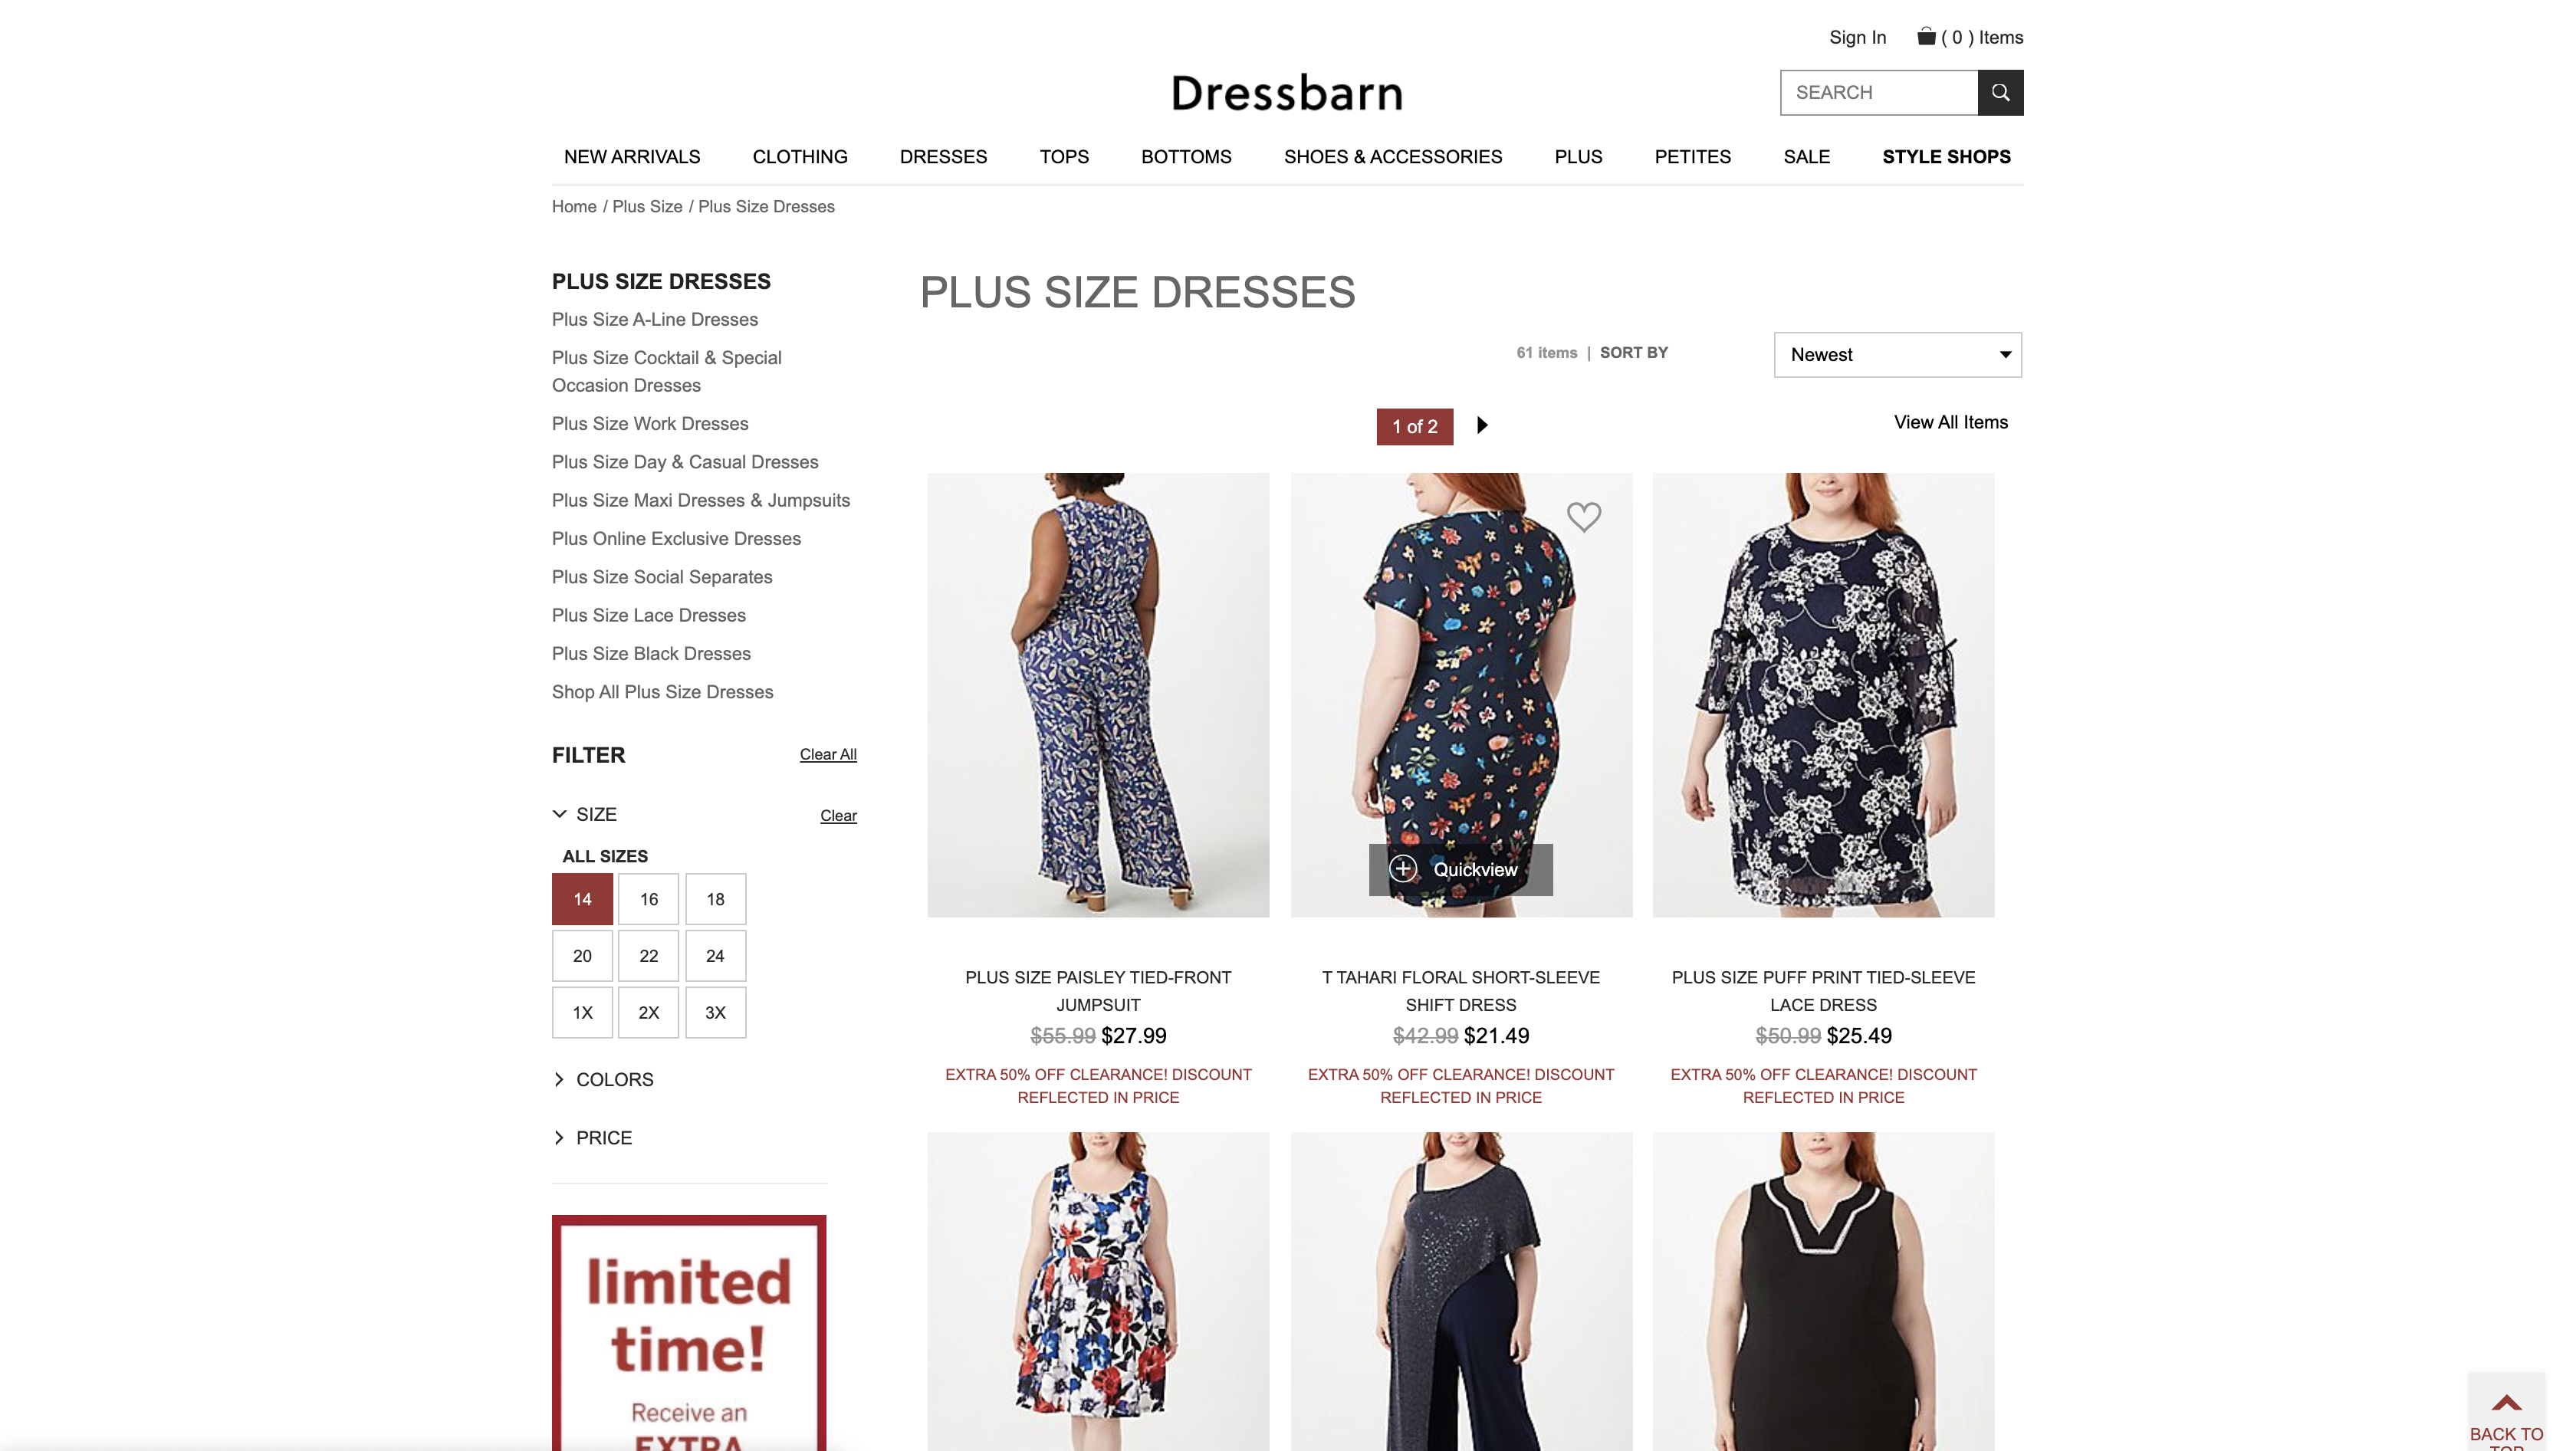 Sign In ( 0 ) Items
Dressbarn
SEARCH
NEW ARRIVALS CLOTHING DRESSES TOPS BOTTOMS SHOES & ACCESSORIES PLUS PETITES SALE STYLE SHOPS
Home / Plus Size / Plus Size Dresses
PLUS SIZE DRESSES
Plus Size A-Line Dresses
Plus Size Cocktail & Special
Occasion Dresses
Plus Size Work Dresses
Plus Size Day & Casual Dresses
Plus Size Maxi Dresses & Jumpsuits
Plus Online Exclusive Dresses
Plus Size Social Separates
Plus Size Lace Dresses
Plus Size Black Dresses
Shop All Plus Size Dresses
FILTER Clear All
SIZE Clear
ALL SIZES
14 16 18
20 22 24
1X 2X 3X
COLORS
PRICE
limited
time!
Receive an
EXTRA
PLUS SIZE DRESSES
61 items | SORT BY Newest
1 of 2
View All Items
Quickview
PLUS SIZE PAISLEY TIED-FRONT
JUMPSUIT
$55.99 $27.99
EXTRA 50% OFF CLEARANCE! DISCOUNT
REFLECTED IN PRICE
T TAHARI FLORAL SHORT-SLEEVE
SHIFT DRESS
$42.99 $21.49
EXTRA 50% OFF CLEARANCE! DISCOUNT
REFLECTED IN PRICE
PLUS SIZE PUFF PRINT TIED-SLEEVE
LACE DRESS
$50.99 $25.49
EXTRA 50% OFF CLEARANCE! DISCOUNT
REFLECTED IN PRICE
BACK TO
TOP